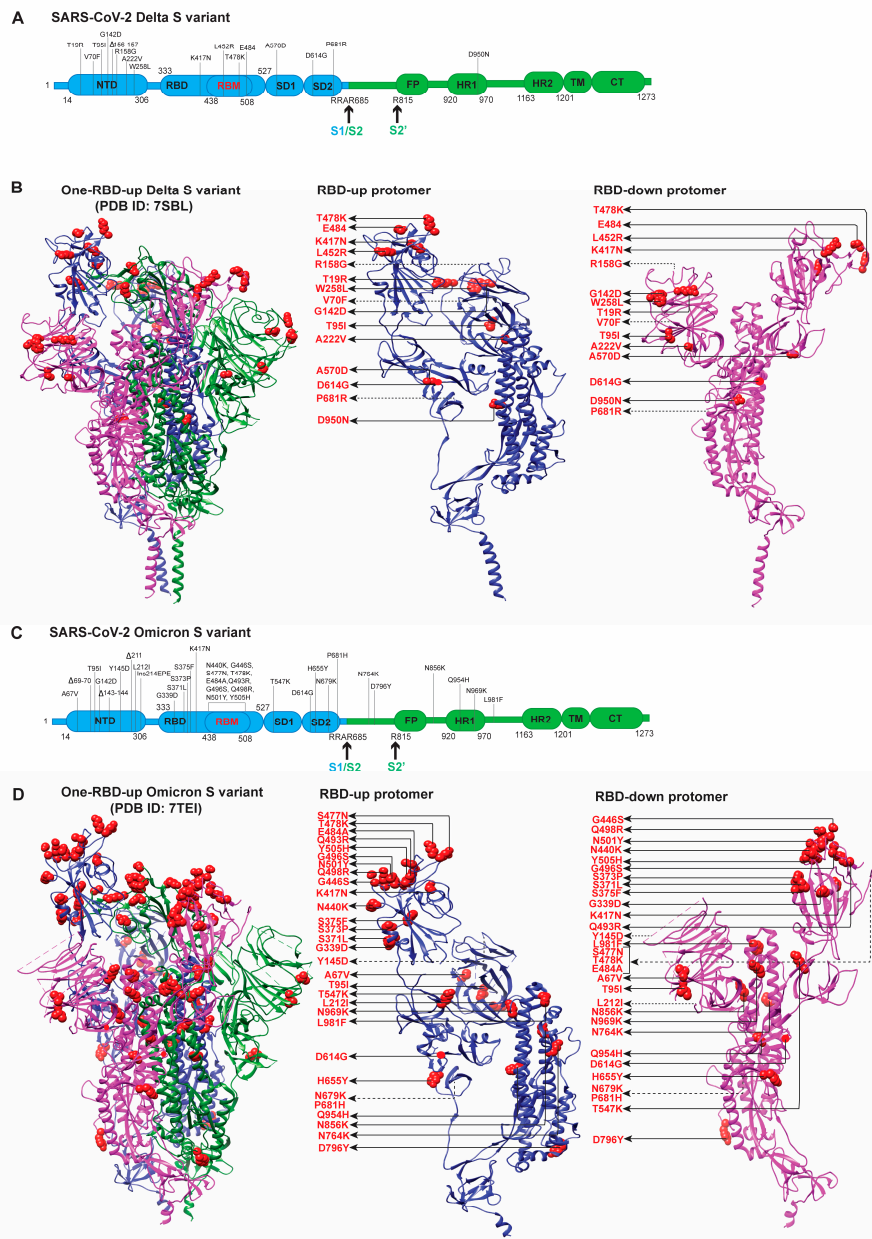 A SARS-CoV-2 Delta S variant
G142D
T19R T95I Δ156-157 L452R E484 A570D P681R
V70F R158G K417N T478K D614G D950N
A222V
W258L
333 527
1 NTD RBD RBM SD1 SD2 FP HR1 HR2 TM CT
14 306 438 508 RRAR685 R815 920 970 1163 1201 1273
S1/S2 S2'
B One-RBD-up Delta S variant
(PDB ID: 7SBL)
RBD-up protomer
T478K
E484
K417N
L452R
R158G
T19R
W258L
V70F
G142D
T95I
A222V
A570D
D614G
P681R
D950N
RBD-down protomer
T478K
E484
L452R
K417N
R158G
G142D
W258L
T19R
V70F
T95I
A222V
A570D
D614G
D950N
P681R
C SARS-CoV-2 Omicron S variant
Δ211 K417N
T95I Y145D L212I S375F N440K, G446S, H655Y P681H
Δ69-70 G142D Ins214EPE S373P S477N, T478K, T547K N679K N764K N856K Q954H
A67V Δ143-144 S371L E484A, Q493R, D614G D796Y N969K
G339D G496S, Q498R, L981F
N501Y, Y505H
333 527
1 NTD RBD RBM SD1 SD2 FP HR1 HR2 TM CT
14 306 438 508 RRAR685 R815 920 970 1163 1201 1273
S1/S2 S2'
D One-RBD-up Omicron S variant
(PDB ID: 7TEI)
RBD-up protomer
S477N
T478K
E484A
Q493R
Y505H
G496S
N501Y
Q498R
G446S
K417N
N440K
S375F
S373P
S371L
G339D
Y145D
A67V
T95I
T547K
L212I
N969K
L981F
D614G
H655Y
N679K
P681H
Q954H
N856K
N764K
D796Y
RBD-down protomer
G446S
Q498R
N501Y
N440K
Y505H
G496S
S373P
S371L
S375F
G339D
K417N
Q493R
Y145D
L981F
S477N
T478K
E484A
A67V
T95I
L212I
N856K
N969K
N764K
Q954H
D614G
H655Y
N679K
P681H
T547K
D796Y